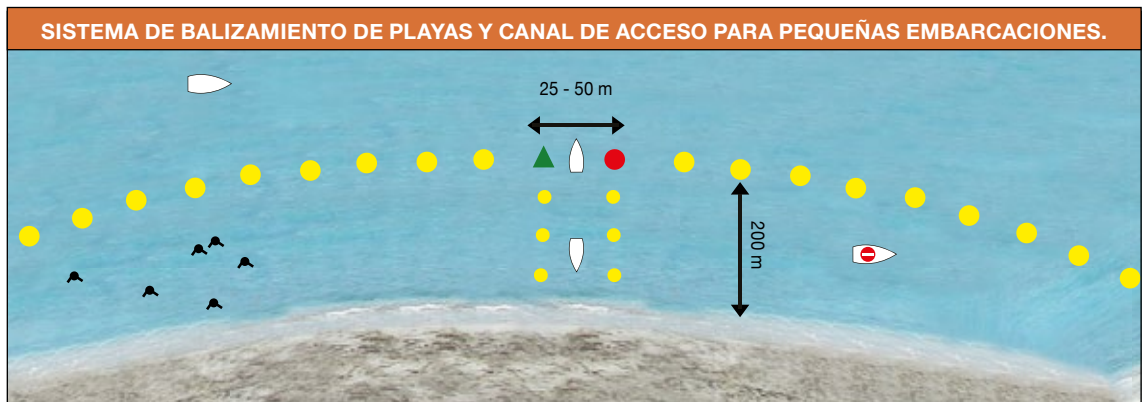 SISTEMA DE BALIZAMIENTO DE PLAYAS Y CANAL DE ACCESO PARA PEQUEÑAS EMBARCACIONES.
25 - 50 m
200 m